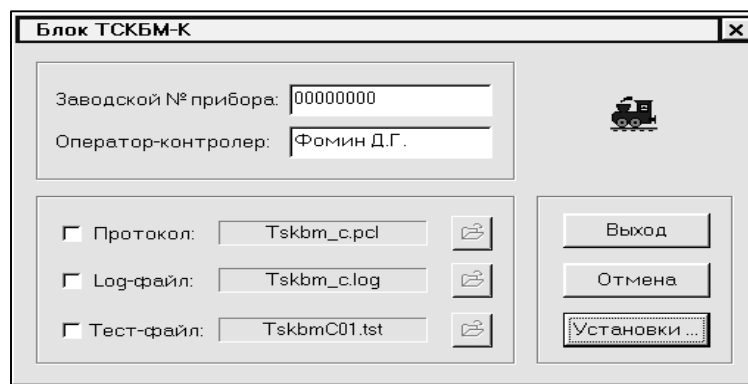 Блок ТСКБМ-К
Заводской № прибора: 00000000
Оператор-контролер: Фомин Д.Г.
Протокол: Tskbm_c.pcl
Log-файл: Tskbm_c.log
Тест-файл: TskbmC01.tst
Выход
Отмена
Установки ...